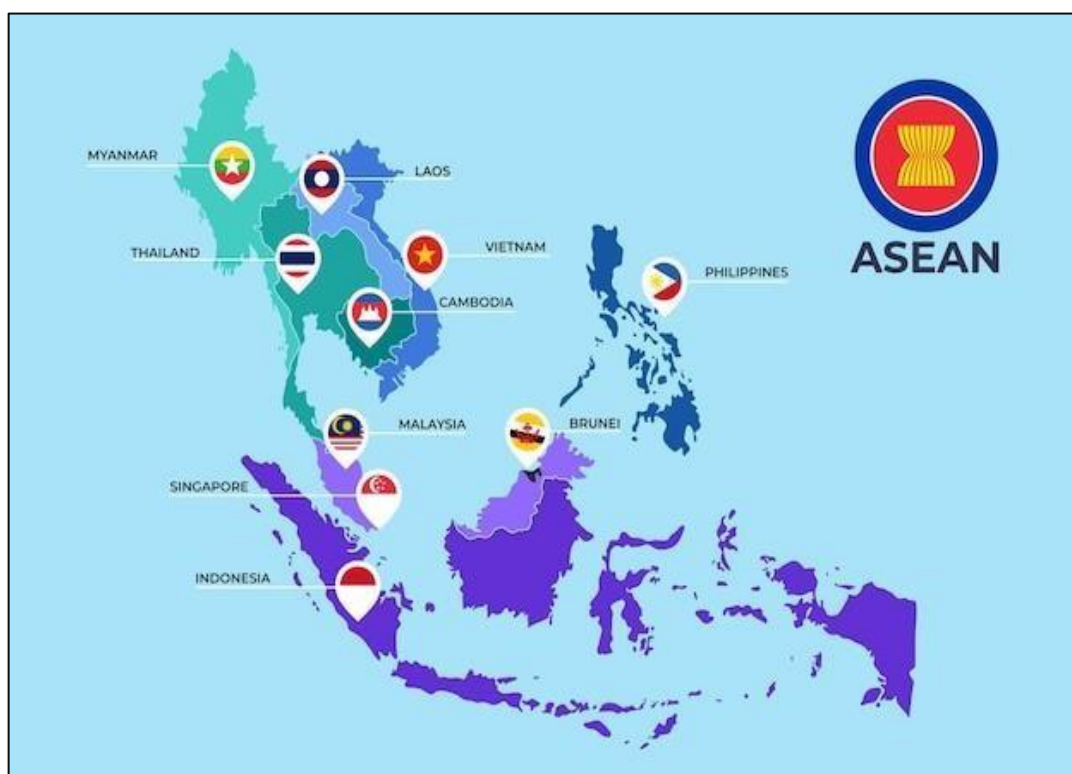 MYANMAR
LAOS
THAILAND
VIETNAM
CAMBODIA
PHILIPPINES
ASEAN
MALAYSIA
BRUNEI
SINGAPORE
INDONESIA